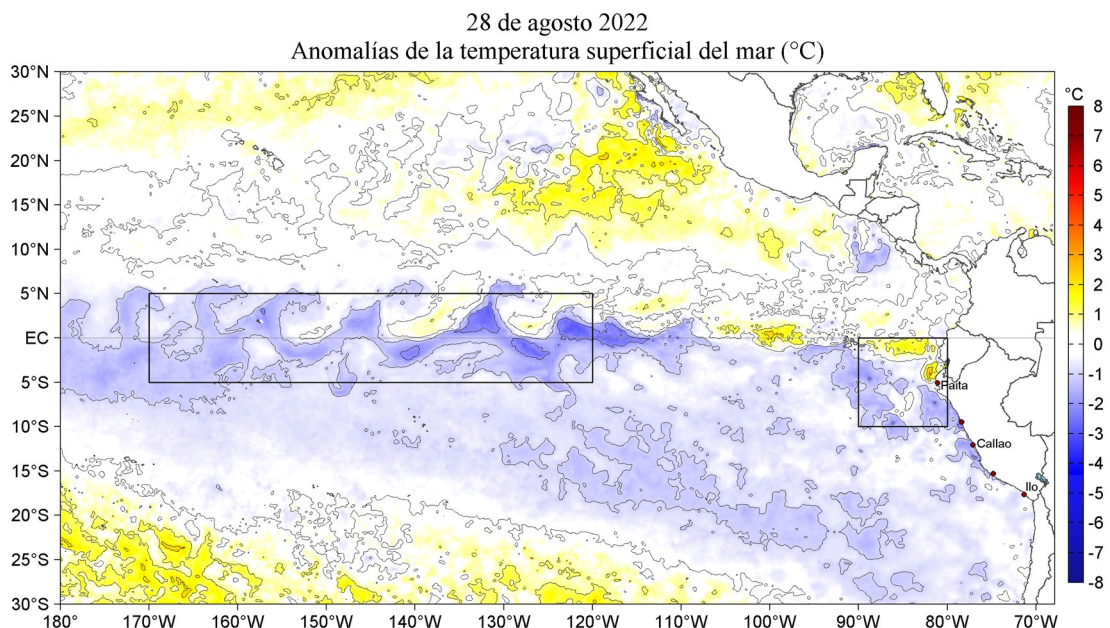 28 de agosto 2022
Anomalías de la temperatura superficial del mar (°C)
30°N
25°N
20°N
15°N
10°N
5°N
EC
5°S
10°S
15°S
20°S
25°S
30°S
180
170°W
160°W
150°W
140°W
130°W
120°W
110°W
100°W
90°W
80°W
70°W
Paita
Callao
Ilo
°C
8
7
6
5
4
3
2
1
0
-1
-2
-3
-4
-5
-6
-7
-8